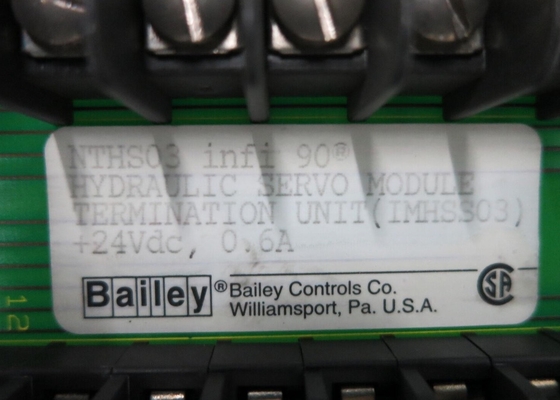 NTHS03 infi 90®
HYDRAULIC SERVO MODULE
TERMINATION UNIT(IMHSS03)
+24Vdc, 0.6A
Bailey® Bailey Controls Co.
Williamsport, Pa. U.S.A.
SA
12